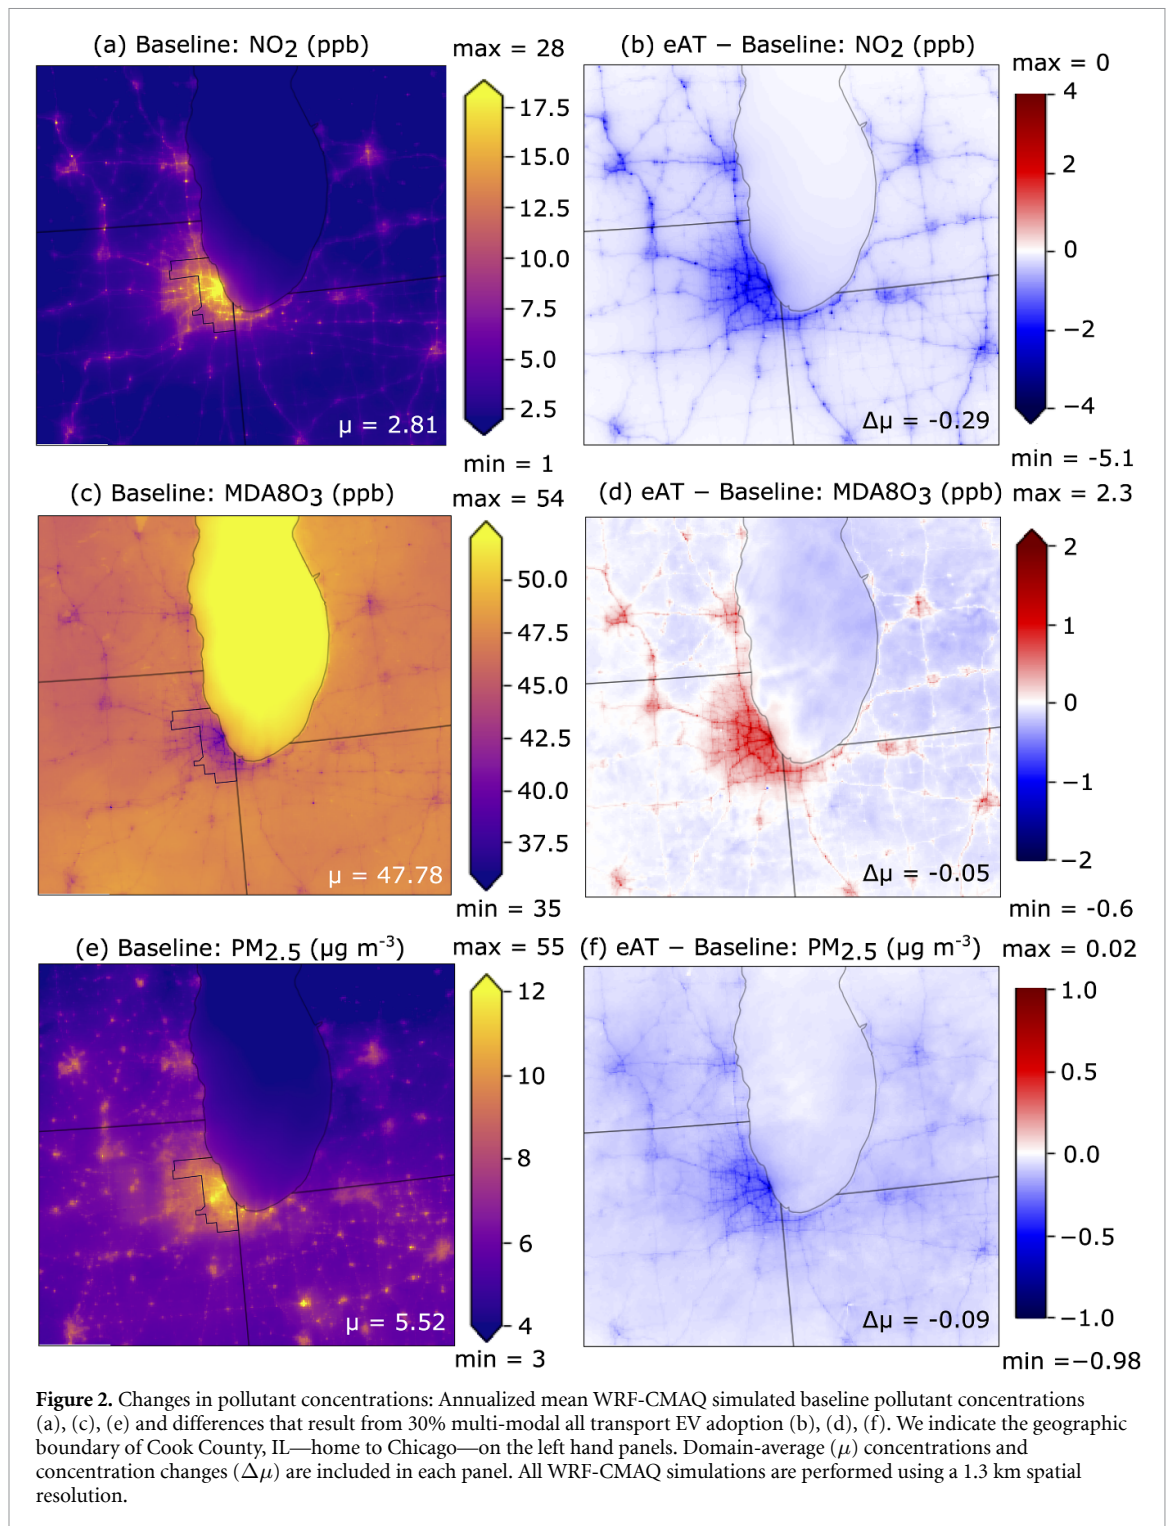 (a) Baseline: NO2 (ppb)
max = 28
17.5
15.0
12.5
10.0
7.5
5.0
2.5
μ = 2.81
min = 1
(b) eAT − Baseline: NO2 (ppb)
max = 0
4
2
0
−2
−4
Δμ = -0.29
min = -5.1
(c) Baseline: MDA8O3 (ppb)
max = 54
50.0
47.5
45.0
42.5
40.0
37.5
μ = 47.78
min = 35
(d) eAT − Baseline: MDA8O3 (ppb)
max = 2.3
2
1
0
−1
−2
Δμ = -0.05
min = -0.6
(e) Baseline: PM2.5 (μg m-3)
max = 55
12
10
8
6
4
μ = 5.52
min = 3
(f) eAT − Baseline: PM2.5 (μg m-3)
max = 0.02
1.0
0.5
0.0
−0.5
−1.0
Δμ = -0.09
min =−0.98
Figure 2. Changes in pollutant concentrations: Annualized mean WRF-CMAQ simulated baseline pollutant concentrations
(a), (c), (e) and differences that result from 30% multi-modal all transport EV adoption (b), (d), (f). We indicate the geographic
boundary of Cook County, IL—home to Chicago—on the left hand panels. Domain-average (μ) concentrations and
concentration changes (Δμ) are included in each panel. All WRF-CMAQ simulations are performed using a 1.3 km spatial
resolution.